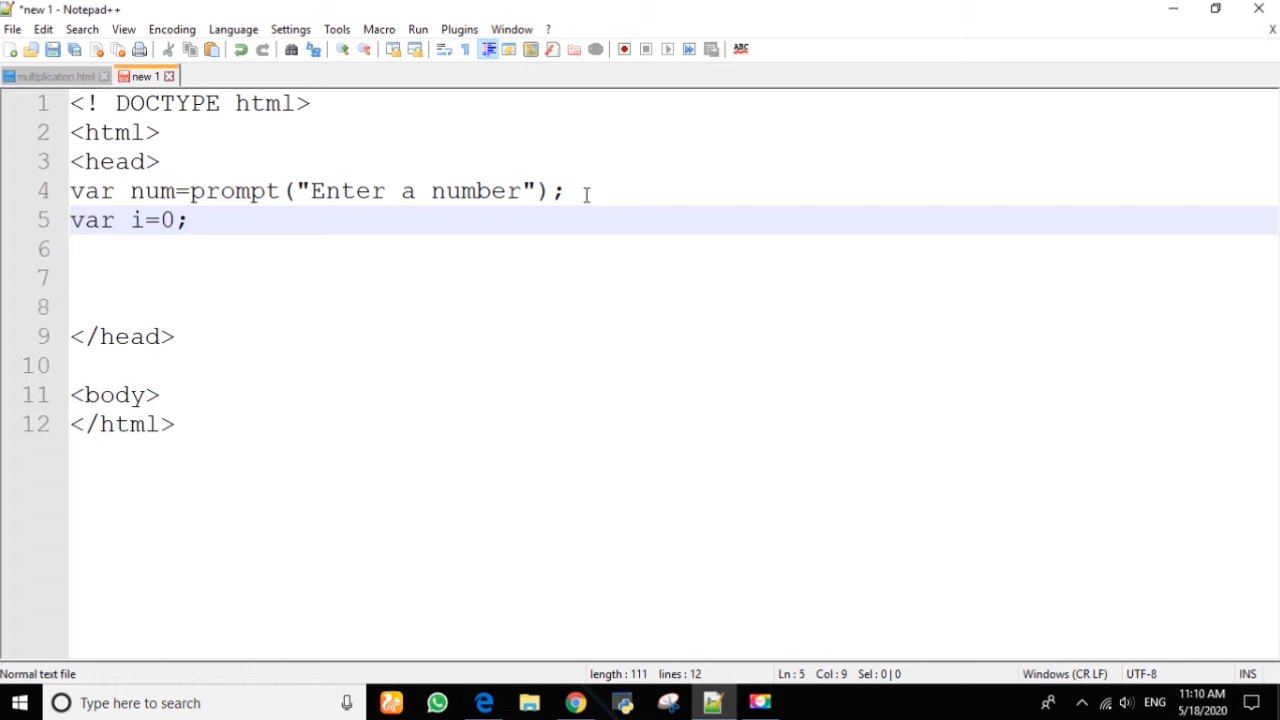 *new 1 - Notepad++
File Edit Search View Encoding Language Settings Tools Macro Run Plugins Window ? X
ABC
multiplication.html new 1
1 <! DOCTYPE html>
2 <html>
3 <head>
4 var num=prompt("Enter a number");
5 var i=0;
6
7
8
9 </head>
10
11 <body>
12 </html>
Normal text file length : 111 lines : 12 Ln : 5 Col : 9 Sel : 0 | 0 Windows (CR LF) UTF-8 INS
Type here to search ENG 11:10 AM
5/18/2020